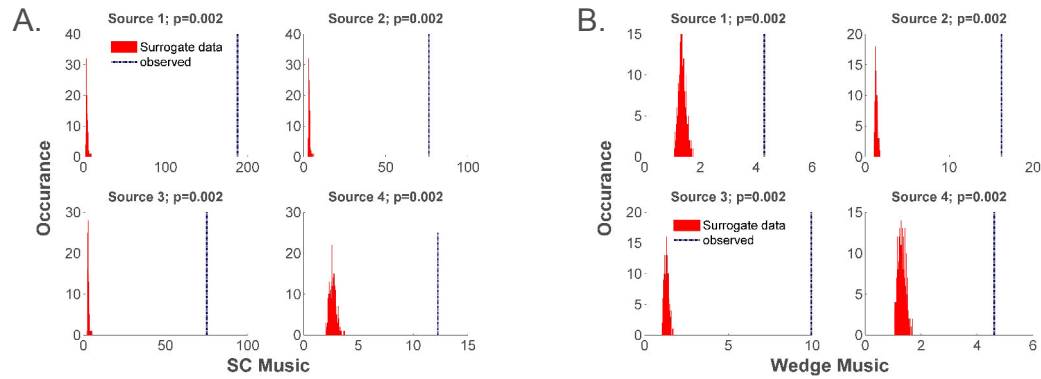 A.
Source 1; p=0.002
40
30
20
10
0
0 100 200
Surrogate data
observed
Source 2; p=0.002
40
30
20
10
0
0 50 100
Source 3; p=0.002
30
20
10
0
0 50 100
Source 4; p=0.002
30
20
10
0
0 5 10 15
Occurance
SC Music
B.
Source 1; p=0.002
15
10
5
0
0 2 4 6
Source 2; p=0.002
20
15
10
5
0
0 10 20
Source 3; p=0.002
20
15
10
5
0
0 5 10
Surrogate data
observed
Source 4; p=0.002
15
10
5
0
0 2 4 6
Occurance
Wedge Music